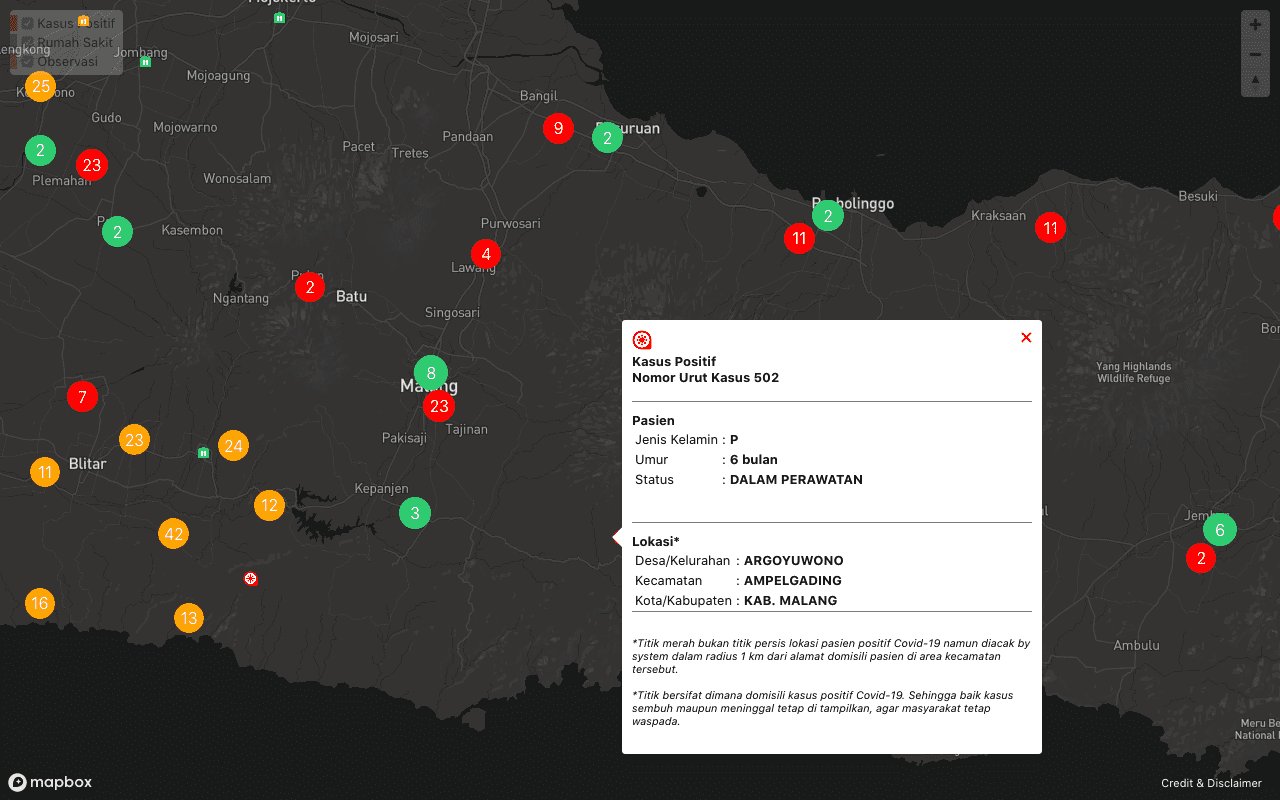 Mojokerto
Kasus Positif
Rumah Sakit
Observasi
Jombang
Mojosari
Mojoagung
25
Gudo
Mojowarno
Bangil
9
Pasuruan
2
Pandaan
Pacet
Tretes
2
23
Plemahan
Wonosalam
2
Kasembon
Purwosari
4
Lawang
Probolinggo
2
11
Kraksaan
11
Besuki
2
Batu
Ngantang
Singosari
8
Malang
23
Tajinan
Pakisaji
7
23
24
11
Blitar
12
Kepanjen
3
42
16
13
Yang Highlands
Wildlife Refuge
Jember
6
2
Ambulu
Kasus Positif
Nomor Urut Kasus 502
Pasien
Jenis Kelamin : P
Umur : 6 bulan
Status : DALAM PERAWATAN
Lokasi*
Desa/Kelurahan : ARGOYUWONO
Kecamatan : AMPELGADING
Kota/Kabupaten : KAB. MALANG
*Titik merah bukan titik persis lokasi pasien positif Covid-19 namun diacak by
system dalam radius 1 km dari alamat domisili pasien di area kecamatan
tersebut.
*Titik bersifat dimana domisili kasus positif Covid-19. Sehingga baik kasus
sembuh maupun meninggal tetap di tampilkan, agar masyarakat tetap
waspada.
mapbox
Credit & Disclaimer